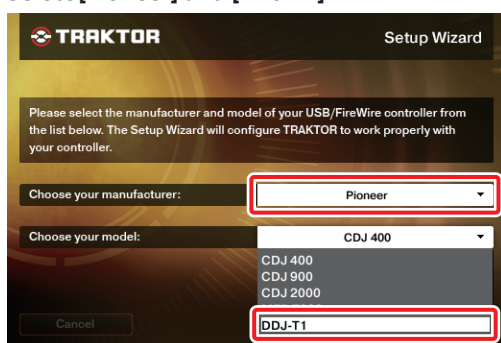 TRAKTOR
Setup Wizard
Please select the manufacturer and model of your USB/FireWire controller from
the list below. The Setup Wizard will configure TRAKTOR to work properly with
your controller.
Choose your manufacturer:
Pioneer
Choose your model:
CDJ 400
CDJ 400
CDJ 900
CDJ 2000
DDJ-T1
Cancel